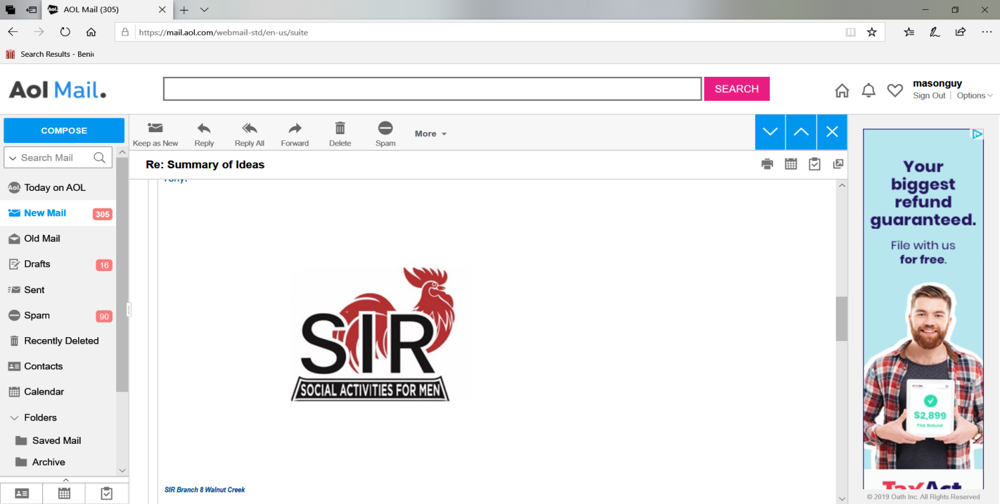 AOL Mail (305)
https://mail.aol.com/webmail-std/en-us/suite
Search Results - Beni
Aol Mail.
SEARCH
masonguy
Sign Out | Options
COMPOSE
Keep as New
Reply
Reply All
Forward
Delete
Spam
More
Search Mail
Re: Summary of Ideas
Today on AOL
New Mail 305
Old Mail
Drafts 16
Sent
Spam 90
Recently Deleted
Contacts
Calendar
Folders
Saved Mail
Archive
SIR
SOCIAL ACTIVITIES FOR MEN
SIR Branch 8 Walnut Creek
Your
biggest
refund
guaranteed.
File with us
for free.
$2,899
Fed. Refund
TaxAct
© 2019 Oath Inc. All Rights Reserved